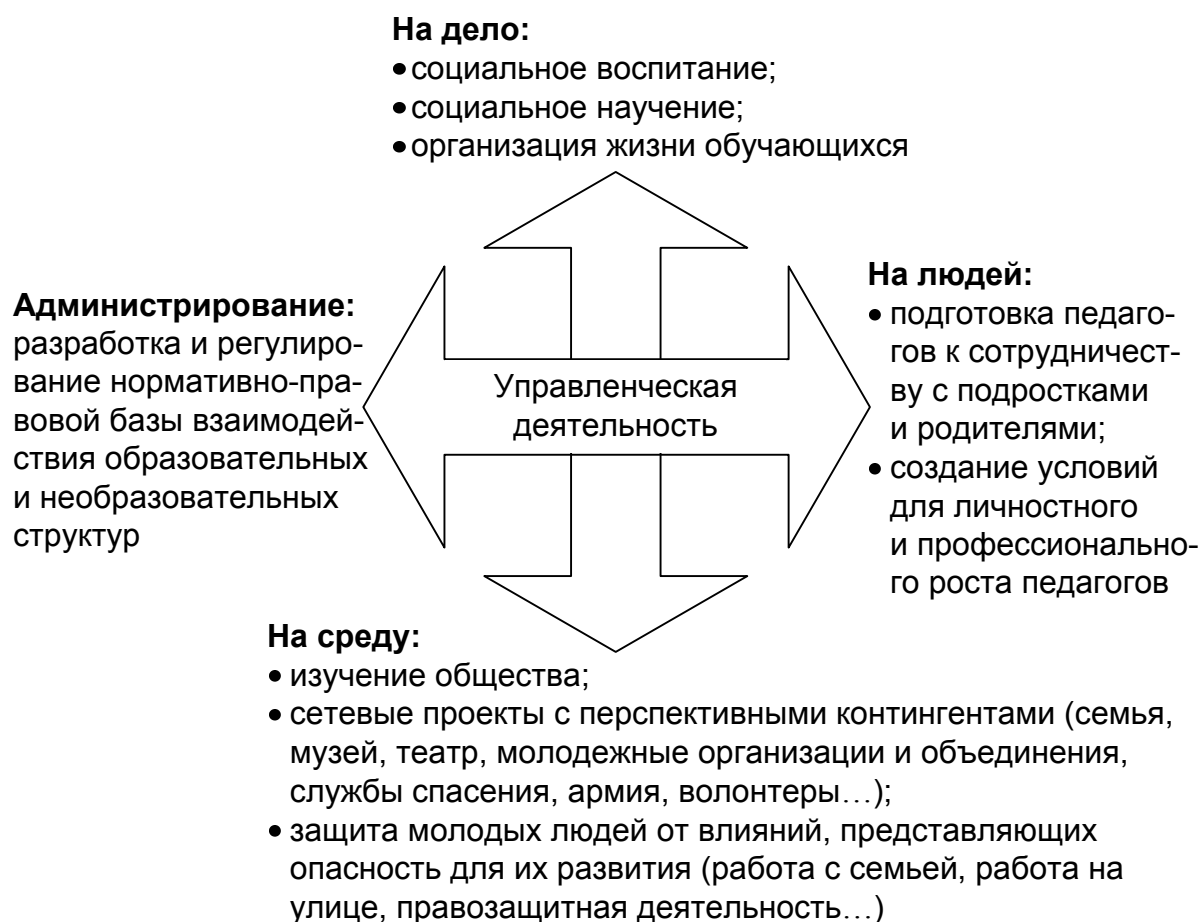 На дело:
• социальное воспитание;
• социальное научение;
• организация жизни обучающихся
Администрирование:
разработка и регулиро-
вание нормативно-пра-
вовой базы взаимодей-
ствия образовательных
и необразовательных
структур
Управленческая
деятельность
На людей:
• подготовка педаго-
гов к сотрудничест-
ву с подростками
и родителями;
• создание условий
для личностного
и профессионально-
го роста педагогов
На среду:
• изучение общества;
• сетевые проекты с перспективными контингентами (семья,
музей, театр, молодежные организации и объединения,
службы спасения, армия, волонтеры…);
• защита молодых людей от влияний, представляющих
опасность для их развития (работа с семьей, работа на
улице, правозащитная деятельность…)